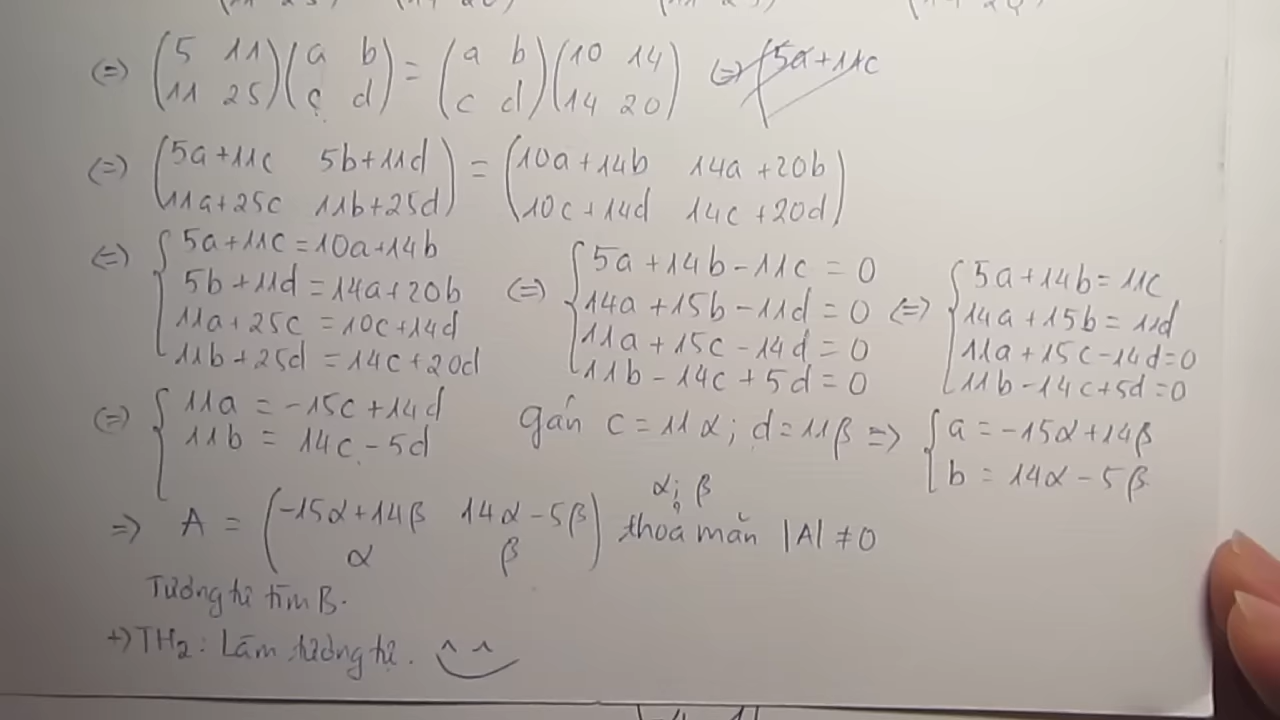 (=) (5 11 11 25)(a b c d) = (a b c d)(10 14 14 20) (=) {5a+11c
(=) (5a+11c 5b+11d 11a+25c 11b+25d) = (10a+14b 14a+20b 10c+14d 14c+20d)
(=) {5a+11c = 10a+14b
5b+11d = 14a+20b
11a+25c = 10c+14d
11b+25d = 14c+20d
(=) {5a+14b-11c = 0
14a+15b-11d = 0
11a+15c-14d = 0
11b-14c+5d = 0
(=) {5a+14b = 11c
14a+15b = 11d
11a+15c-14d=0
11b-14c+5d=0
(=) {11a = -15c+14d
11b = 14c-5d
gán c = 11α; d = 11β => {a = -15α+14β
b = 14α-5β
=> A = (-15α+14β 14α-5β α β) α; β thoả mãn |A| ≠ 0
Tương tự tìm B.
+) TH2: Làm tương tự.